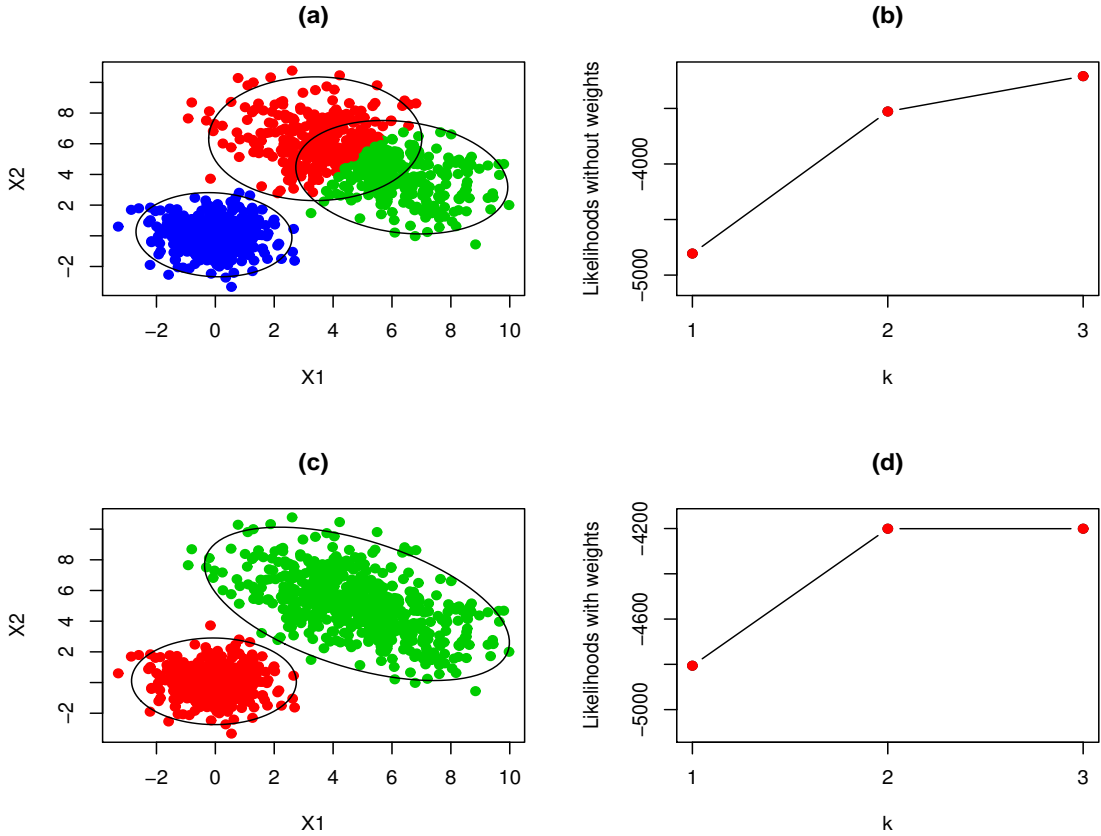 (a)
X2
8
6
4
2
−2
−2 0 2 4 6 8 10
X1
(b)
Likelihoods without weights
−4000
−5000
1 2 3
k
(c)
X2
8
6
4
2
−2
−2 0 2 4 6 8 10
X1
(d)
Likelihoods with weights
−4200
−4600
−5000
1 2 3
k